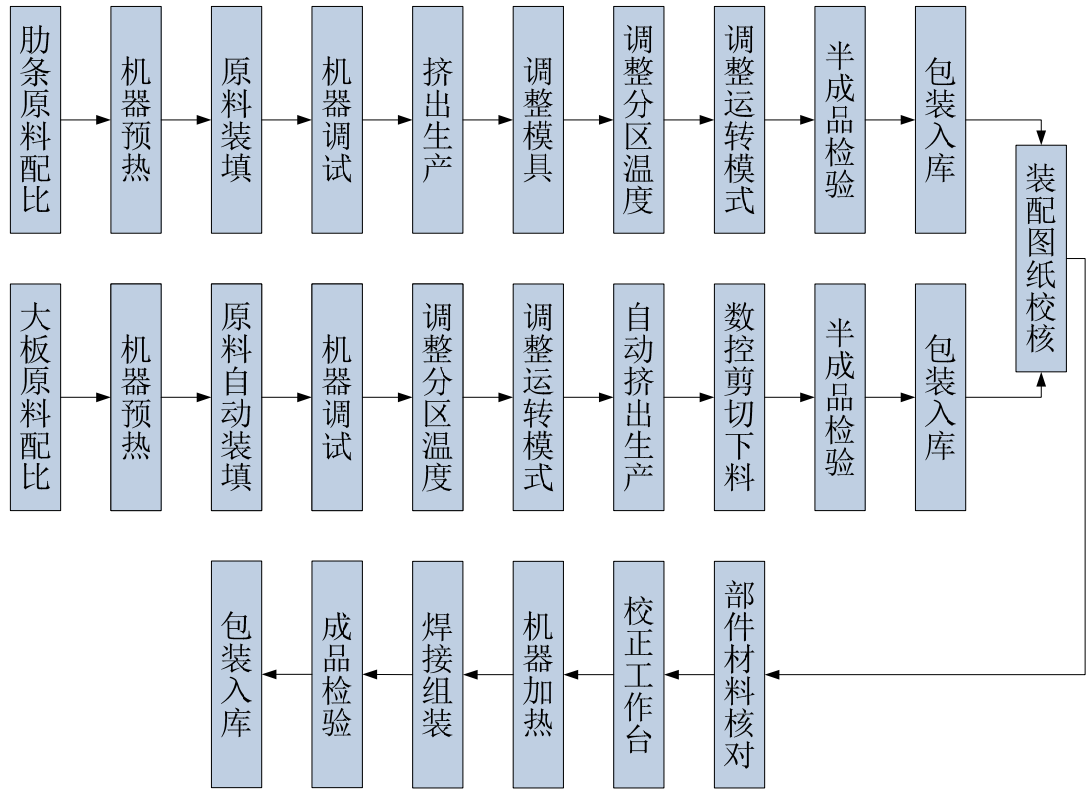 肋条原料配比
机器预热
原料装填
机器调试
挤出生产
调整模具
调整分区温度
调整运转模式
半成品检验
包装入库
装配图纸校核
大板原料配比
机器预热
原料自动装填
机器调试
调整分区温度
调整运转模式
自动挤出生产
数控剪切下料
半成品检验
包装入库
部件材料核对
校正工作台
机器加热
焊接组装
成品检验
包装入库